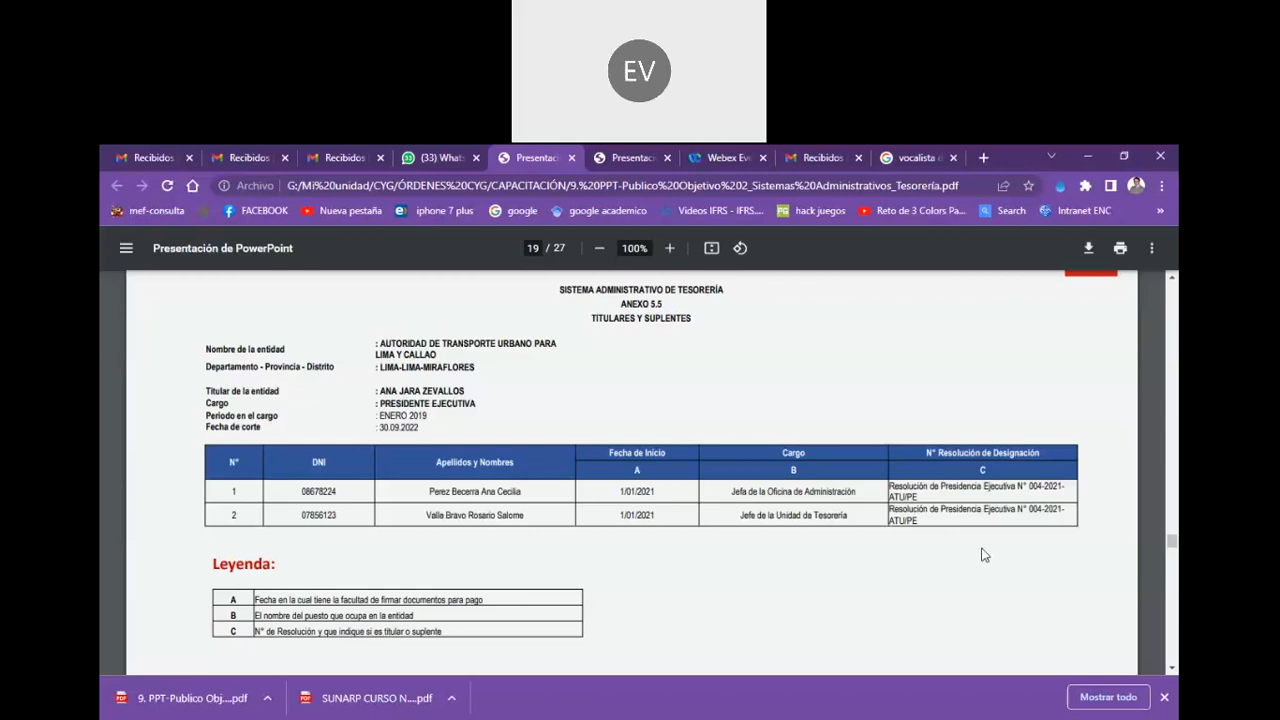 EV
Recibidos
Recibidos
Recibidos
(33) What
Presentaci
Presentaci
Webex Eve
Recibidos
vocalista d
Archivo
G:/Mi%20unidad/CYG/ÓRDENES%20CYG/CAPACITACIÓN/9.%20PPT-Publico%20Objetivo%202_Sistemas%20Administrativos_Tesorería.pdf
mef-consulta
FACEBOOK
Nueva pestaña
iphone 7 plus
google
google academico
Videos IFRS - IFRS....
hack juegos
Reto de 3 Colors Pa...
Search
Intranet ENC
»
Presentación de PowerPoint
19 / 27
100%
SISTEMA ADMINISTRATIVO DE TESORERÍA
ANEXO 5.5
TITULARES Y SUPLENTES
Nombre de la entidad : AUTORIDAD DE TRANSPORTE URBANO PARA
LIMA Y CALLAO
Departamento - Provincia - Distrito : LIMA-LIMA-MIRAFLORES
Titular de la entidad : ANA JARA ZEVALLOS
Cargo : PRESIDENTE EJECUTIVA
Periodo en el cargo : ENERO 2019
Fecha de corte : 30.09.2022
N° DNI Apellidos y Nombres Fecha de Inicio Cargo N° Resolución de Designación
A B C
1 08678224 Perez Becerra Ana Cecilia 1/01/2021 Jefa de la Oficina de Administración Resolución de Presidencia Ejecutiva N° 004-2021-
ATU/PE
2 07856123 Valle Bravo Rosario Salome 1/01/2021 Jefe de la Unidad de Tesorería Resolución de Presidencia Ejecutiva N° 004-2021-
ATU/PE
Leyenda:
A Fecha en la cual tiene la facultad de firmar documentos para pago
B El nombre del puesto que ocupa en la entidad
C N° de Resolución y que indique si es titular o suplente
9. PPT-Publico Obj....pdf
SUNARP CURSO N....pdf
Mostrar todo